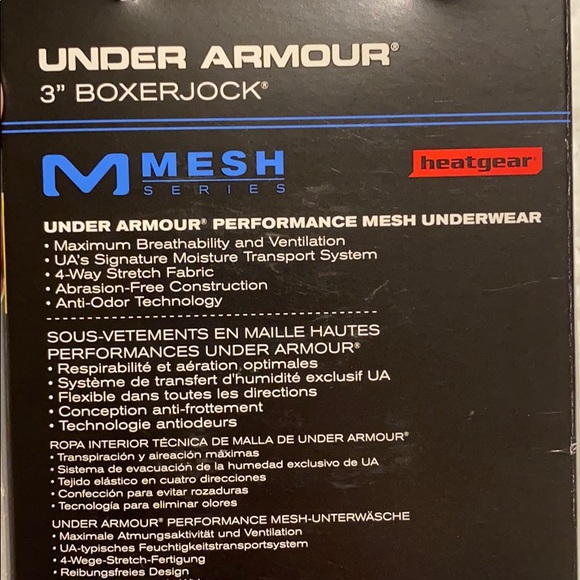 UNDER ARMOUR®
3" BOXERJOCK®
M MESH
SERIES
heatgear®
UNDER ARMOUR® PERFORMANCE MESH UNDERWEAR
• Maximum Breathability and Ventilation
• UA's Signature Moisture Transport System
• 4-Way Stretch Fabric
• Abrasion-Free Construction
• Anti-Odor Technology
SOUS-VETEMENTS EN MAILLE HAUTES
PERFORMANCES UNDER ARMOUR®
• Respirabilité et aération optimales
• Système de transfert d'humidité exclusif UA
• Flexible dans toutes les directions
• Conception anti-frottement
• Technologie antiodeurs
ROPA INTERIOR TÉCNICA DE MALLA DE UNDER ARMOUR®
• Transpiración y aireación máximas
• Sistema de evacuación de la humedad exclusivo de UA
• Tejido elástico en cuatro direcciones
• Confección para evitar rozaduras
• Tecnología para eliminar olores
UNDER ARMOUR® PERFORMANCE MESH-UNTERWÄSCHE
• Maximale Atmungsaktivität und Ventilation
• UA-typisches Feuchtigkeitstransportsystem
• 4-Wege-Stretch-Fertigung
• Reibungsfreies Design